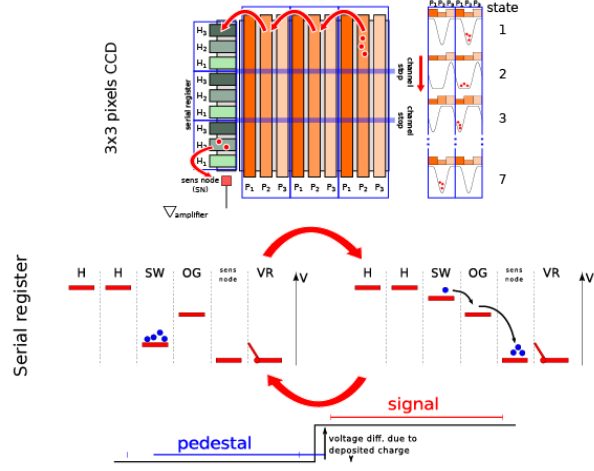 P₁ P₂ P₃ P₁ P₂ P₃ P₁ P₂ P₃
3x3 pixels CCD
serial register
H₃
H₂
H₁
H₃
H₂
H₁
H₃
H₂
H₁
channel
stop
channel
stop
sens node
(SN)
amplifier
P₁P₂P₃ P₁P₂P₃
state
1
2
3
7
Serial register
H H SW OG sens node VR V
H H SW OG sens node VR V
signal
pedestal
voltage diff. due to
deposited charge